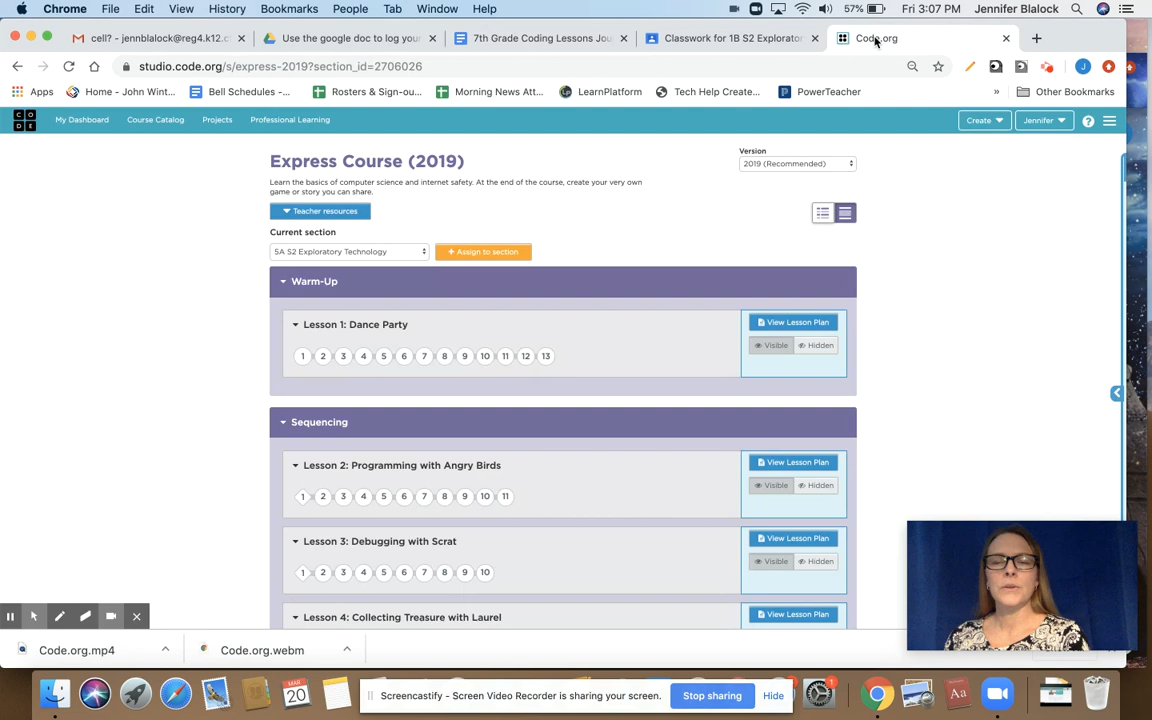 Chrome File Edit View History Bookmarks People Tab Window Help 57% Fri 3:07 PM Jennifer Blalock
cell? - jennblalock@reg4.k12.c
Use the google doc to log your
7th Grade Coding Lessons Jou
Classwork for 1B S2 Explorator
Code.org
studio.code.org/s/express-2019?section_id=2706026
J
Apps Home - John Wint... Bell Schedules -... Rosters & Sign-ou... Morning News Att... LearnPlatform Tech Help Create... PowerTeacher » Other Bookmarks
C O D E My Dashboard Course Catalog Projects Professional Learning Create Jennifer ?
Express Course (2019)
Version
2019 (Recommended)
Learn the basics of computer science and internet safety. At the end of the course, create your very own
game or story you can share.
Teacher resources
Current section
5A S2 Exploratory Technology
+ Assign to section
Warm-Up
Lesson 1: Dance Party
View Lesson Plan
Visible Hidden
1 2 3 4 5 6 7 8 9 10 11 12 13
Sequencing
Lesson 2: Programming with Angry Birds
View Lesson Plan
Visible Hidden
1 2 3 4 5 6 7 8 9 10 11
Lesson 3: Debugging with Scrat
View Lesson Plan
Visible Hidden
1 2 3 4 5 6 7 8 9 10
Lesson 4: Collecting Treasure with Laurel
View Lesson Plan
Code.org.mp4
Code.org.webm
MAR
20
Screencastify - Screen Video Recorder is sharing your screen.
Stop sharing
Hide
1
Aa